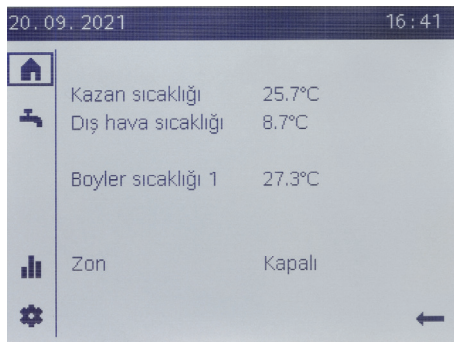 20.09.2021 16:41
Kazan sıcaklığı 25.7°C
Dış hava sıcaklığı 8.7°C
Boyler sıcaklığı 1 27.3°C
Zon Kapalı